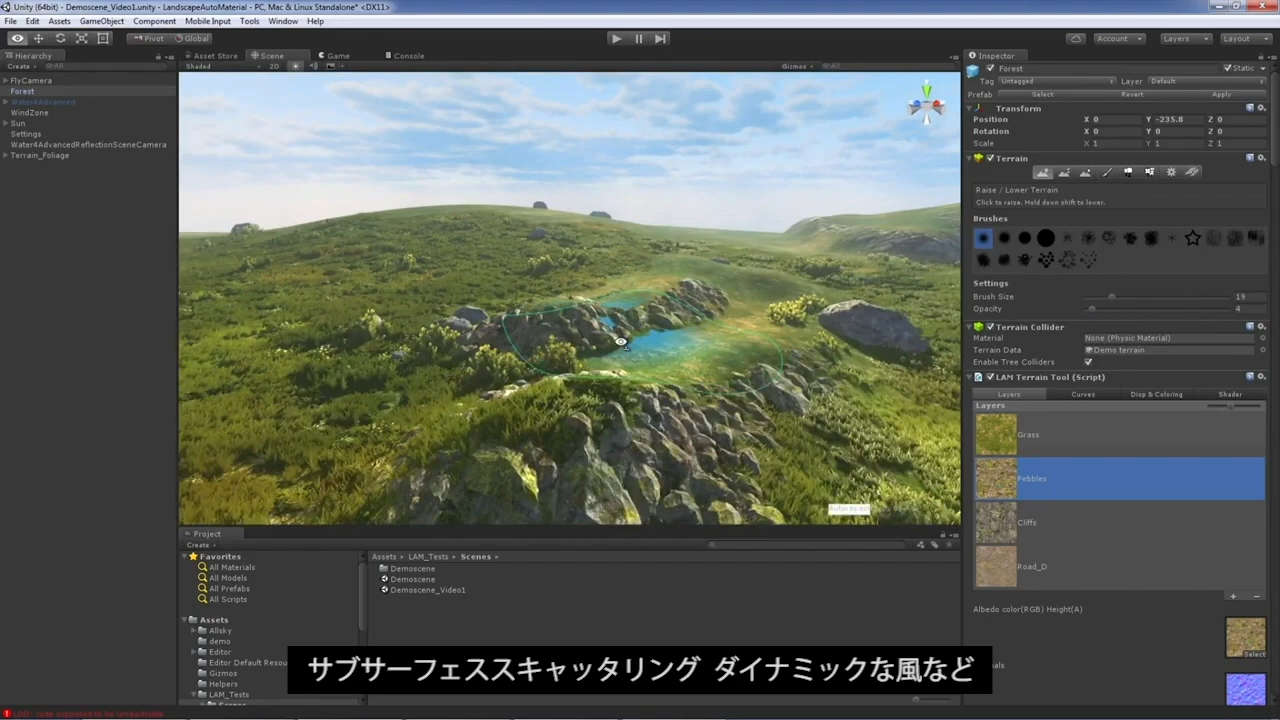 Unity (64bit) - Demoscene_Video1.unity - LandscapeAutoMaterial - PC, Mac & Linux Standalone* <DX11>
File Edit Assets GameObject Component Mobile Input Tools Window Help
Pivot Global Account Layers Layout
Hierarchy Asset Store Scene Game Console Inspector
Create All Shaded 2D Gizmos All
FlyCamera
Forest
Water4Advanced
WindZone
Sun
Settings
Water4AdvancedReflectionSceneCamera
Terrain_Foliage
Forest Static
Tag Untagged Layer Default
Prefab Select Revert Apply
Transform
Position X 0 Y -235.8 Z 0
Rotation X 0 Y 0 Z 0
Scale X 1 Y 1 Z 1
Terrain
Raise / Lower Terrain
Click to raise. Hold down shift to lower.
Brushes
Settings
Brush Size 19
Opacity 4
Terrain Collider
Material None (Physic Material)
Terrain Data Demo terrain
Enable Tree Colliders
LAM Terrain Tool (Script)
Layers Curves Disp & Coloring Shader
Layers
Grass
Pebbles
Cliffs
Road_D
Albedo color(RGB) Height(A)
Select
Project
Create
Favorites
All Materials
All Models
All Prefabs
All Scripts
Assets
Allsky
demo
Editor
Editor Default Resou
Gizmos
Helpers
LAM_Tests
Scenes
Assets LAM_Tests Scenes
Demoscene
Demoscene
Demoscene_Video1
サブサーフェススキャッタリング ダイナミックな風など